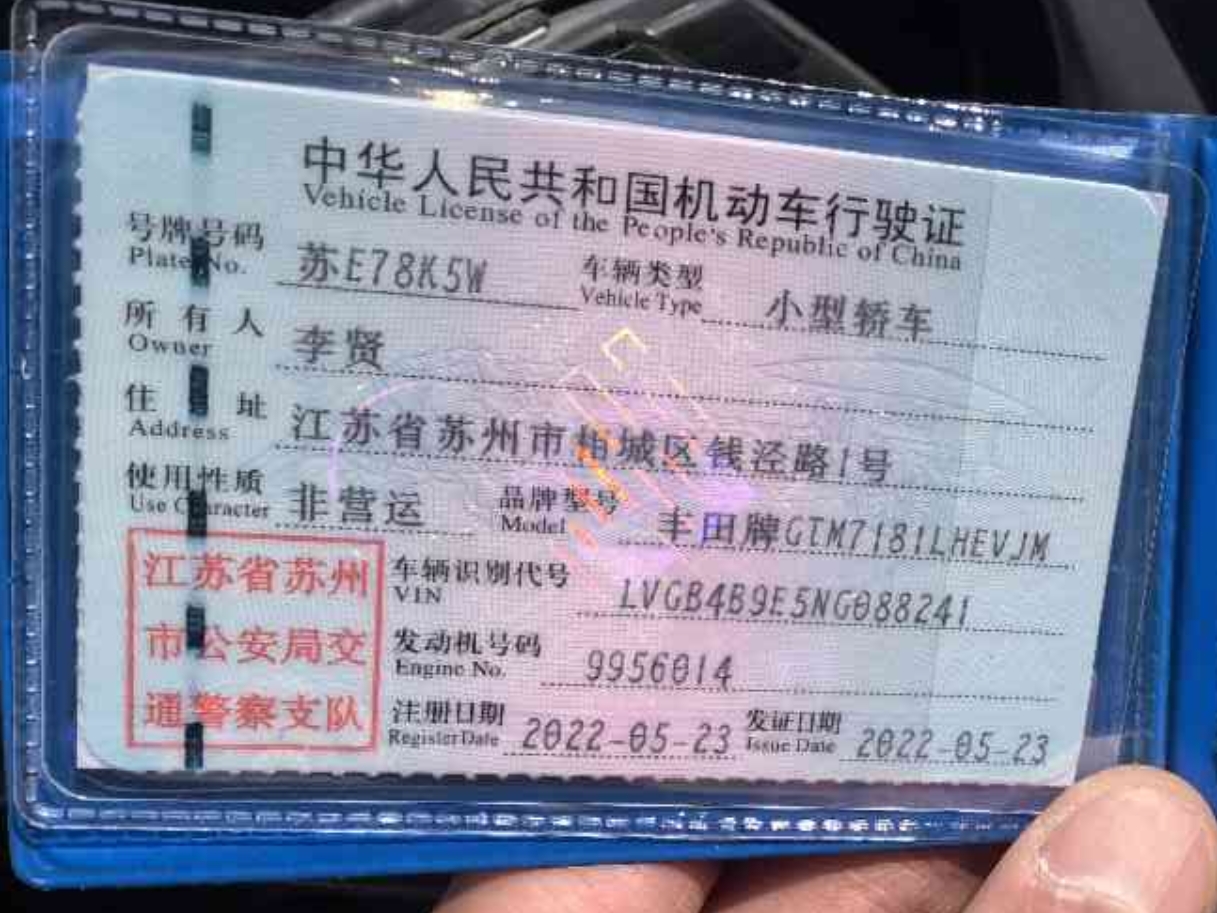 中华人民共和国机动车行驶证
Vehicle License of the People's Republic of China
号牌号码 苏E78K5W 车辆类型 小型轿车
Plate No. Vehicle Type
所有人 李贤
Owner
住址 江苏省苏州市相城区钱泾路1号
Address
使用性质 非营运 品牌型号 丰田牌GTM7181LHEVJM
Use Character Model
江苏省苏州
市公安局交
通警察支队
车辆识别代号 LVGB4B9E5NG088241
VIN
发动机号码 9956014
Engine No.
注册日期 2022-05-23 发证日期 2022-05-23
Register Date Issue Date